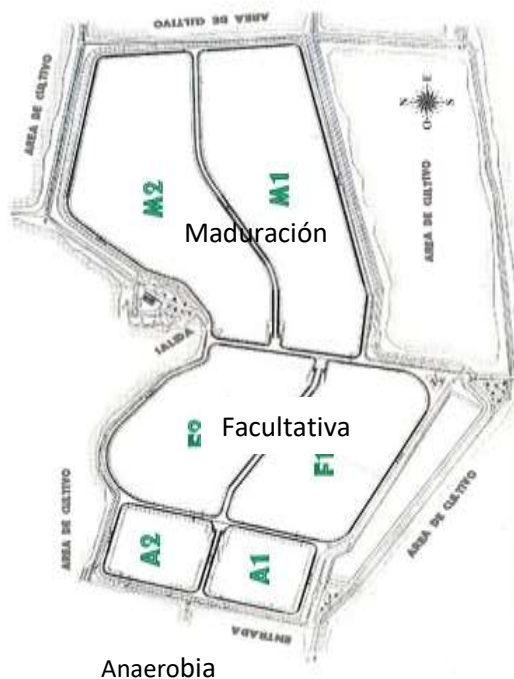 AREA DE CULTIVO
AREA DE CULTIVO
E
N
S
O
AREA DE CULTIVO
M2
M1
Maduración
SALIDA
F2
Facultativa
F1
AREA DE CULTIVO
A2
A1
AREA DE CULTIVO
ENTRADA
Anaerobia